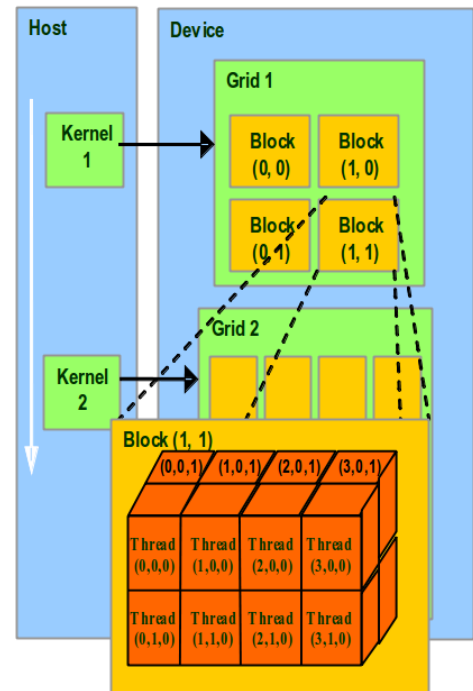 Host
Device
Grid 1
Kernel
1
Block
(0, 0)
Block
(1, 0)
Block
(0, 1)
Block
(1, 1)
Grid 2
Kernel
2
Block (1, 1)
(0,0,1)
(1,0,1)
(2,0,1)
(3,0,1)
Thread
(0,0,0)
Thread
(1,0,0)
Thread
(2,0,0)
Thread
(3,0,0)
Thread
(0,1,0)
Thread
(1,1,0)
Thread
(2,1,0)
Thread
(3,1,0)